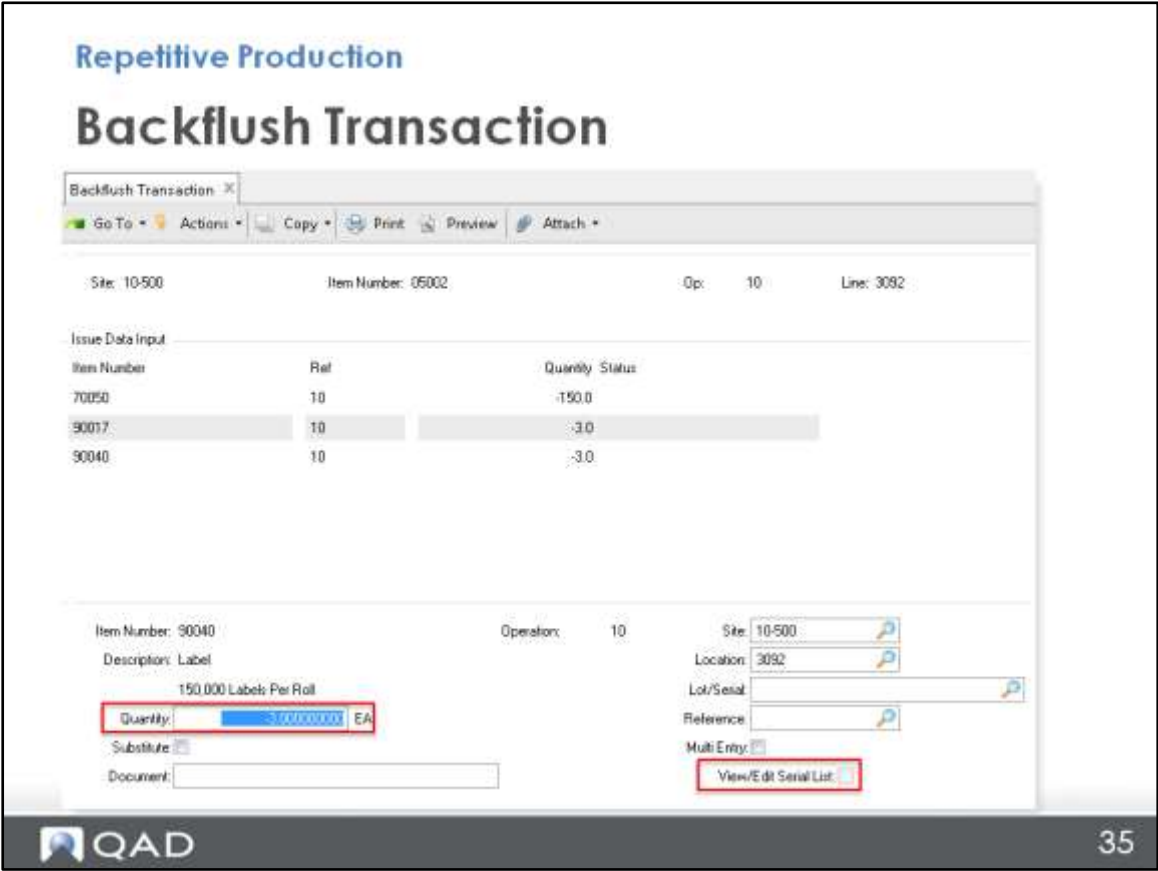 Repetitive Production
Backflush Transaction
Backflush Transaction
Go To Actions Copy Print Preview Attach
Site: 10-500 Item Number: 05002 Op: 10 Line: 3092
Issue Data Input
Item Number Ref Quantity Status
70050 10 -150.0
90017 10 -3.0
90040 10 -3.0
Item Number: 90040 Operation: 10 Site: 10-500
Description: Label Location: 3092
150,000 Labels Per Roll Lot/Serial:
Quantity: -3.00000000 EA Reference:
Substitute: Multi Entry:
Document: View/Edit Serial List:
QAD 35